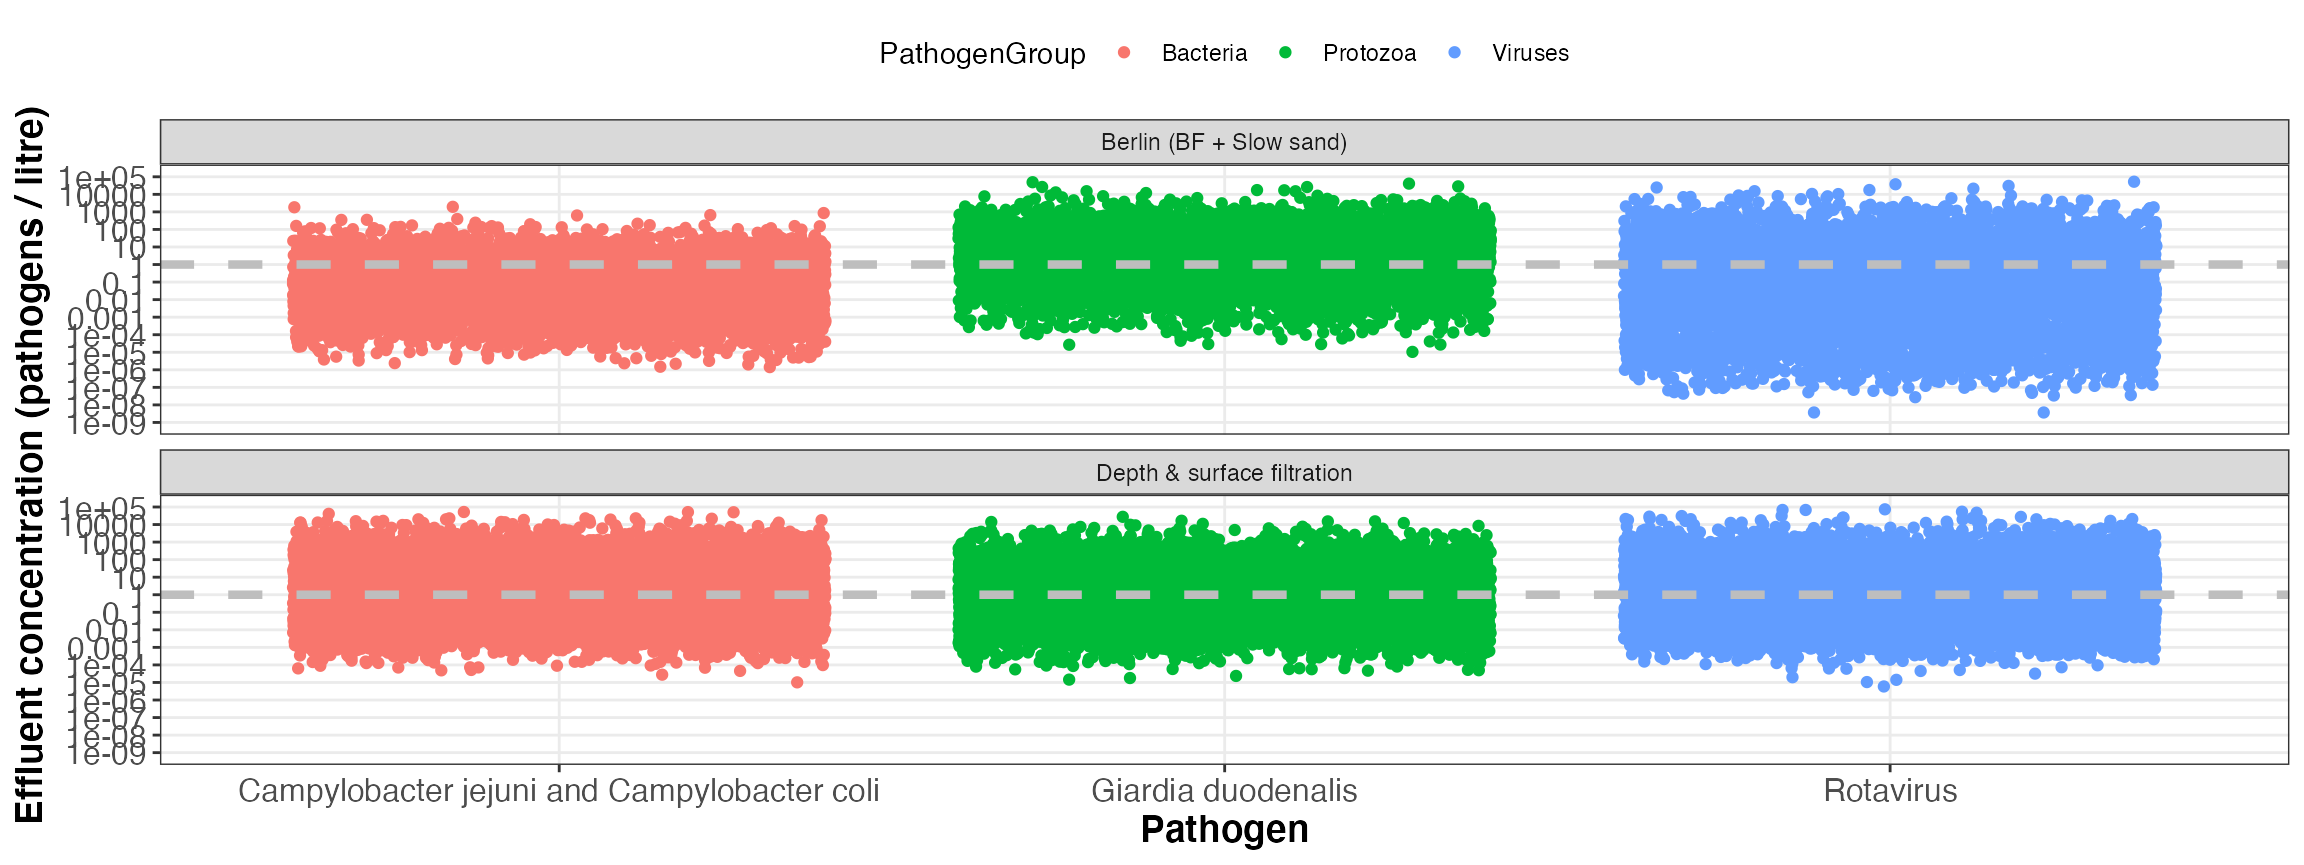 PathogenGroup Bacteria Protozoa Viruses
Effluent concentration (pathogens / litre)
Berlin (BF + Slow sand)
1e+05
10000
1000
100
10
1
0.1
0.01
0.001
1e-04
1e-05
1e-06
1e-07
1e-08
1e-09
Depth & surface filtration
1e+05
10000
1000
100
10
1
0.1
0.01
0.001
1e-04
1e-05
1e-06
1e-07
1e-08
1e-09
Campylobacter jejuni and Campylobacter coli Giardia duodenalis Rotavirus
Pathogen